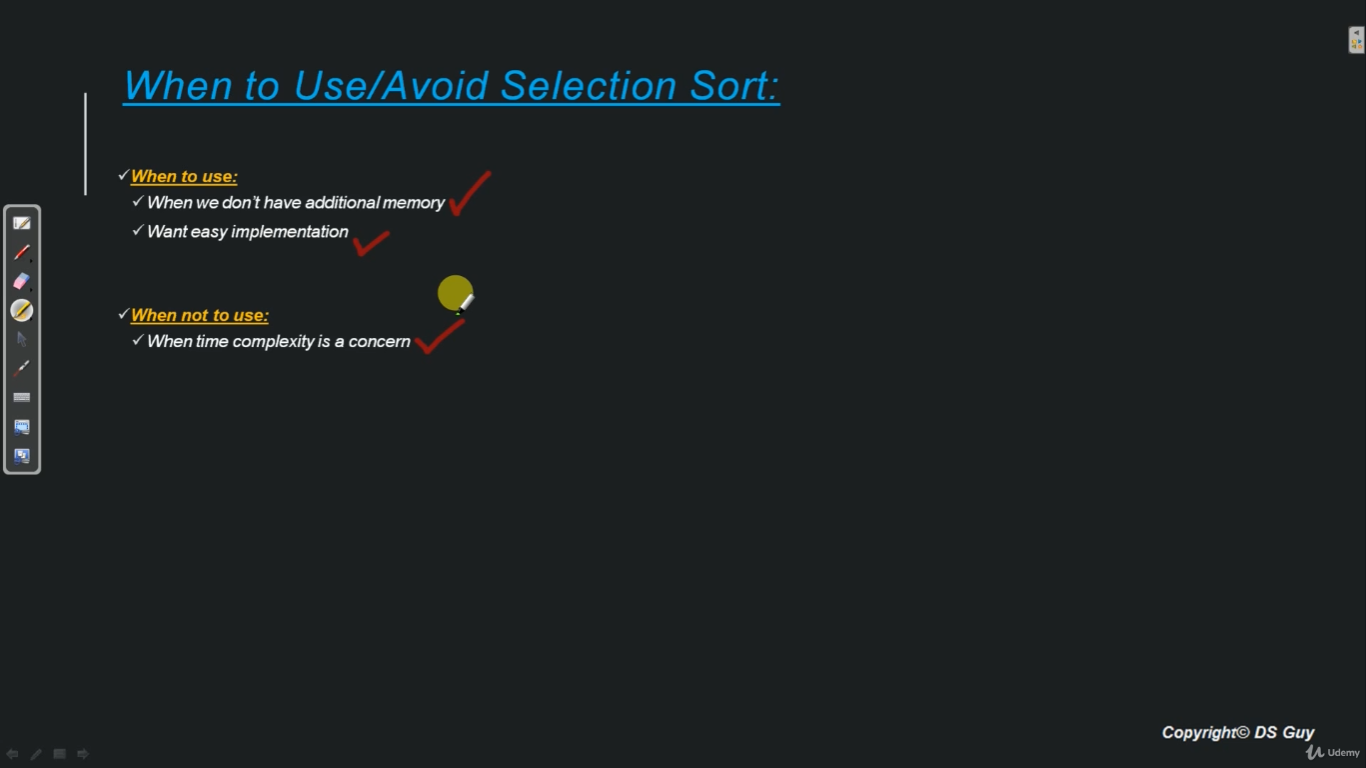 When to Use/Avoid Selection Sort:
When to use:
When we don't have additional memory
Want easy implementation
When not to use:
When time complexity is a concern
Copyright© DS Guy
Udemy